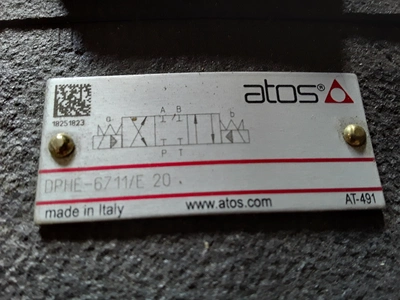 atos®
18251823
a A B b
P T
DPHE-6711/E 20 .
made in Italy www.atos.com AT-491